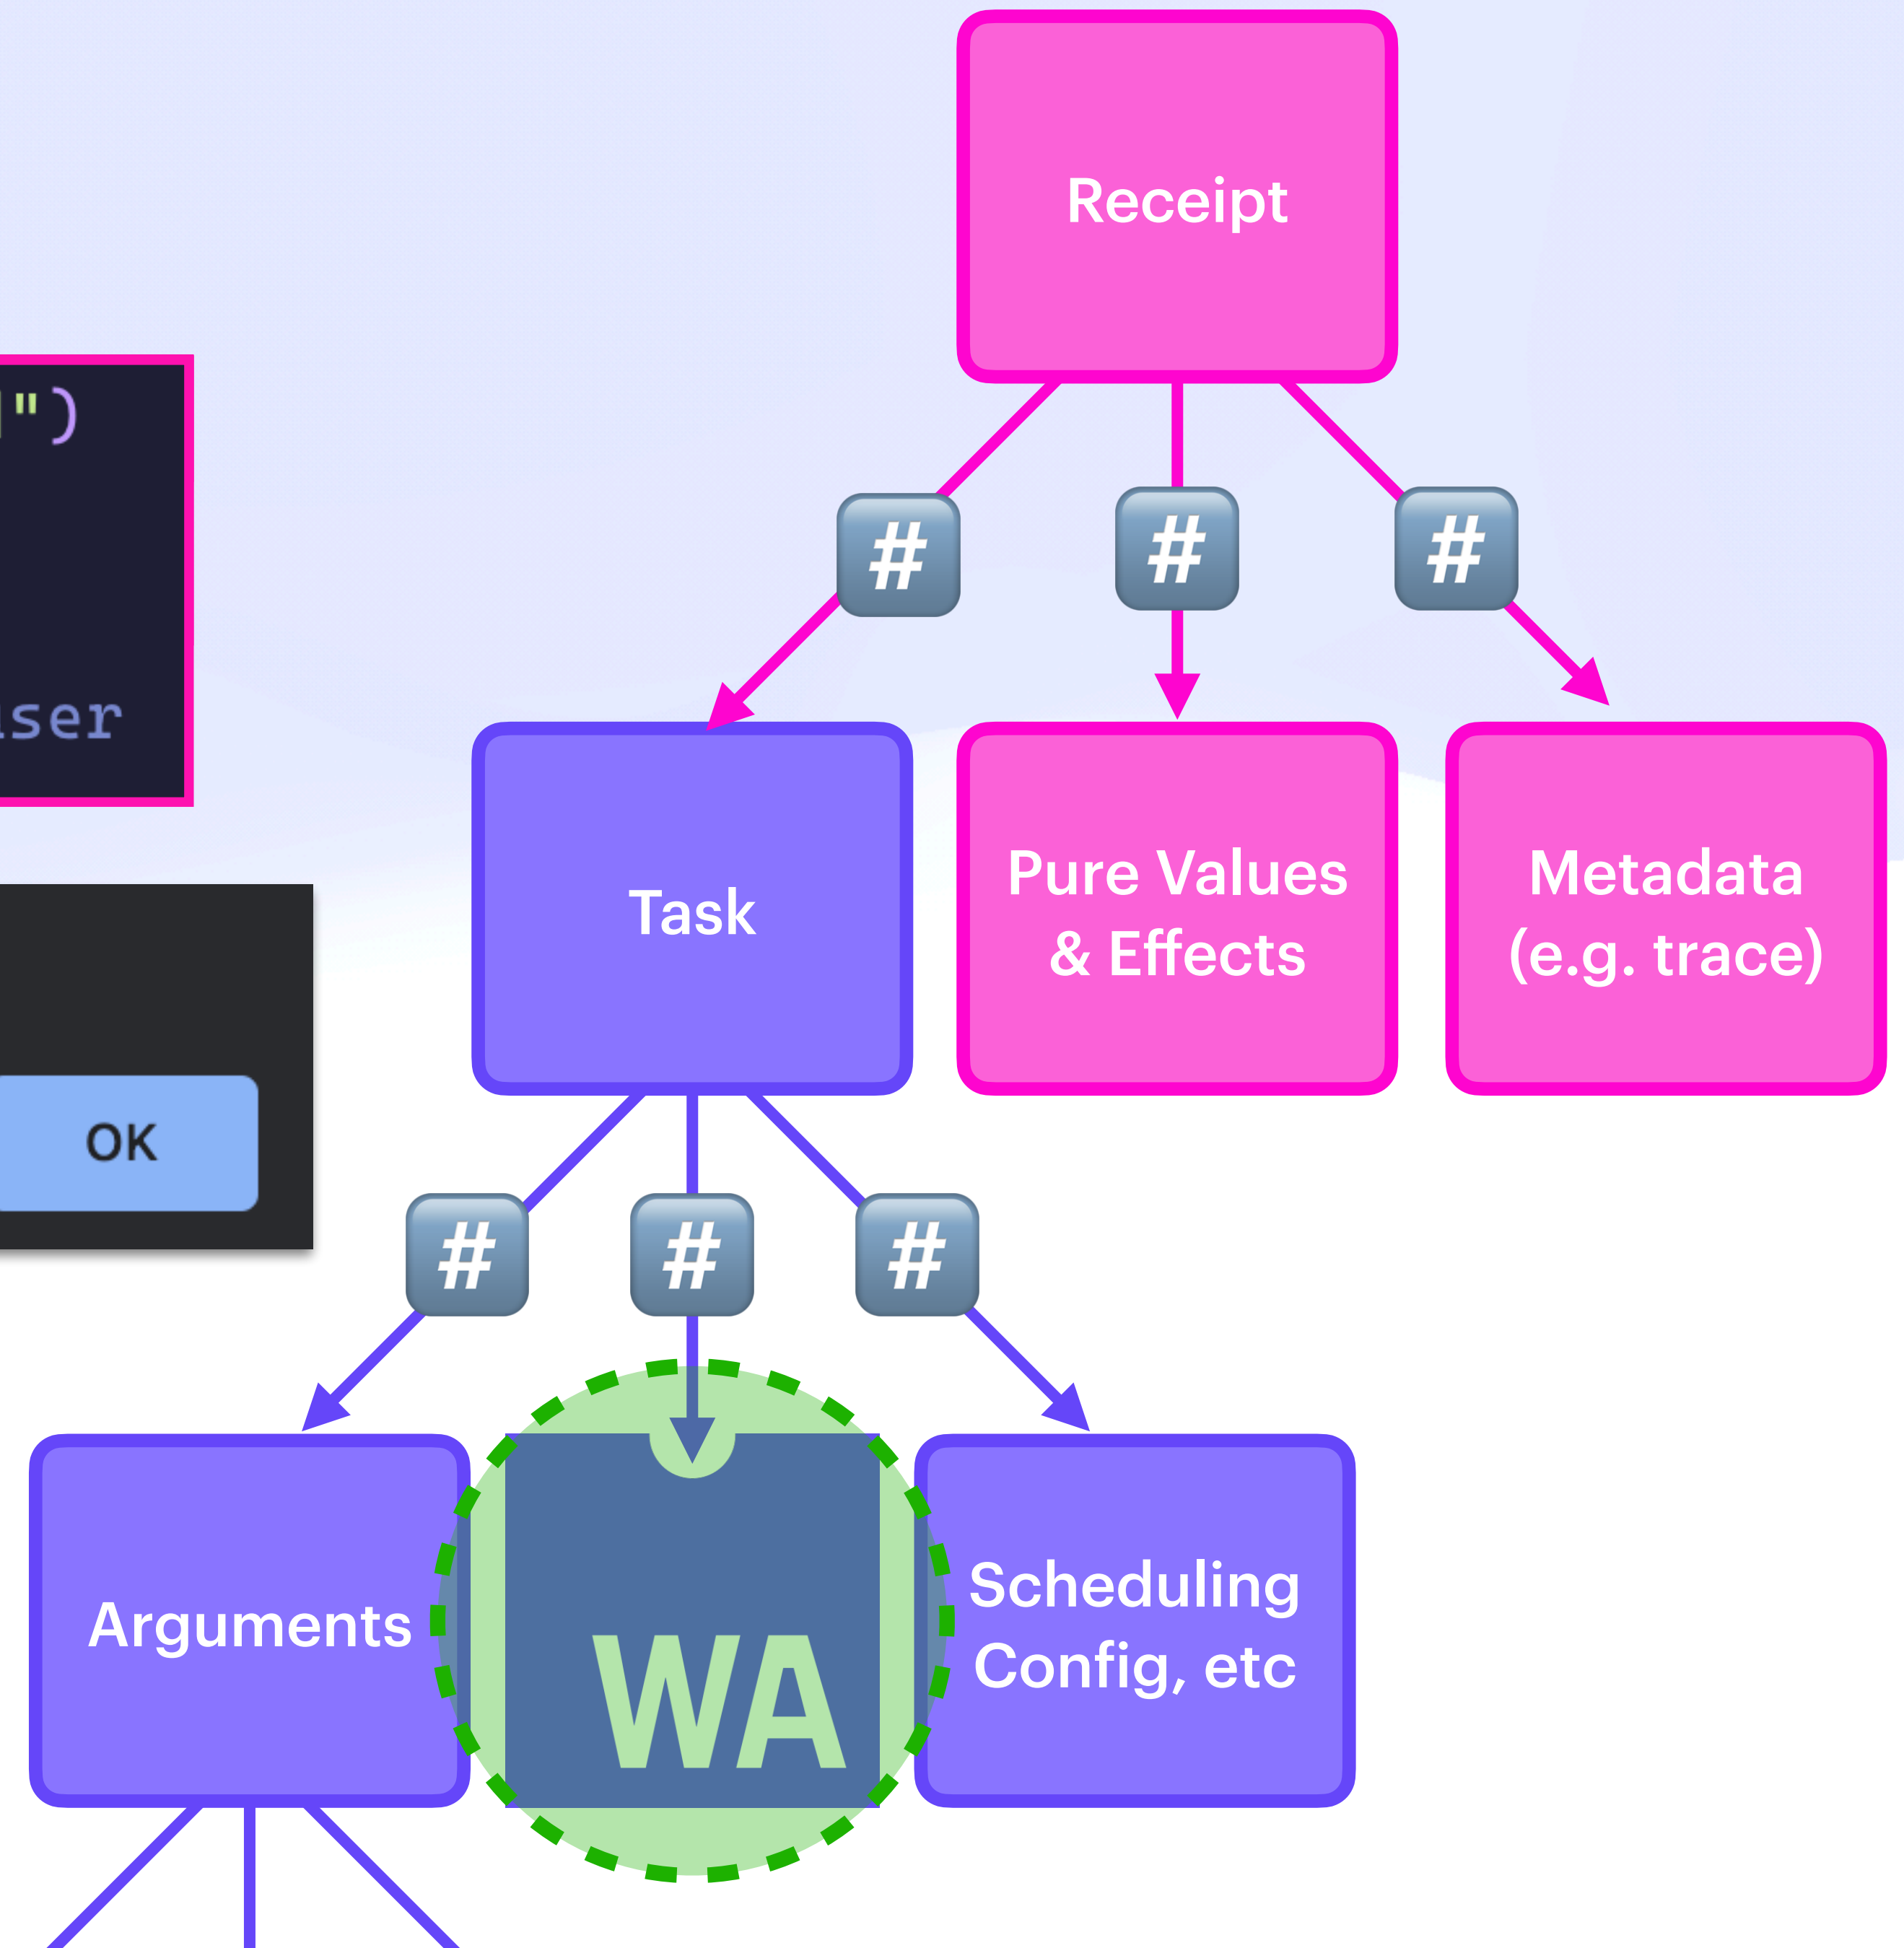 Receipt
")
#
#
#
ser
Task
Pure Values
& Effects
Metadata
(e.g. trace)
OK
#
#
#
Arguments
WA
Scheduling
Config, etc